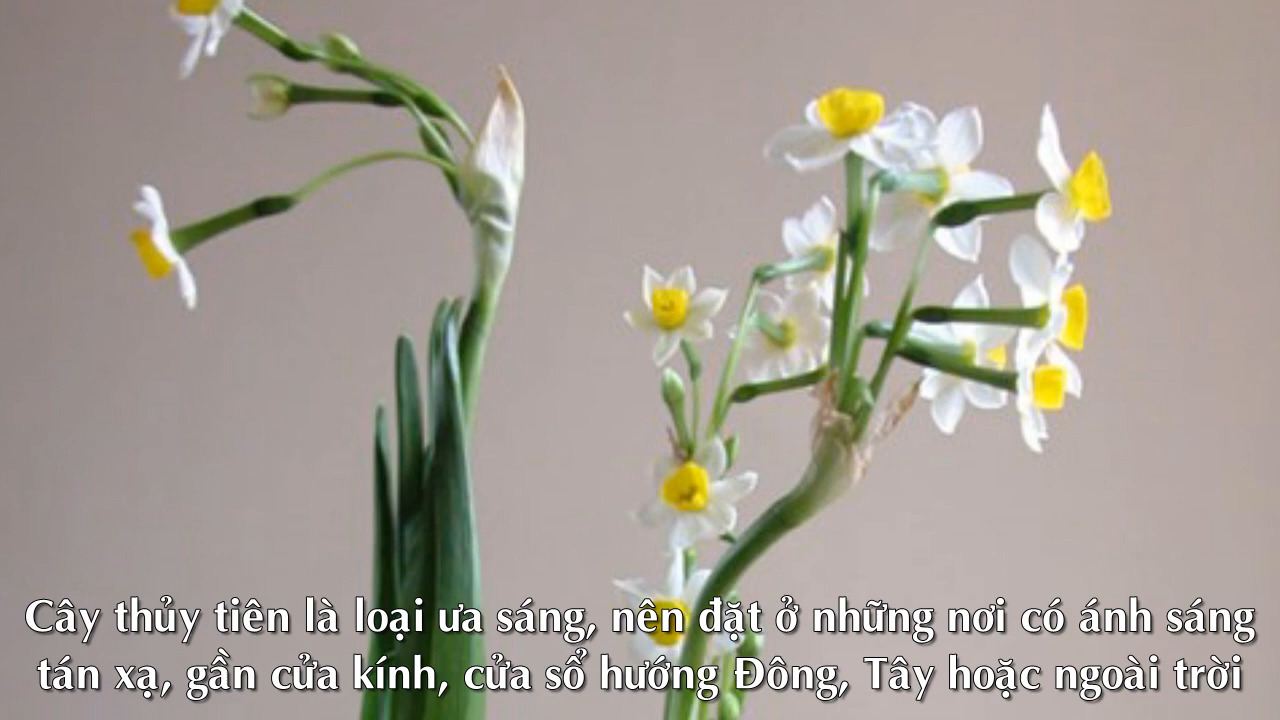 Cây thủy tiên là loại ưa sáng, nên đặt ở những nơi có ánh sáng
tán xạ, gần cửa kính, cửa sổ hướng Đông, Tây hoặc ngoài trời